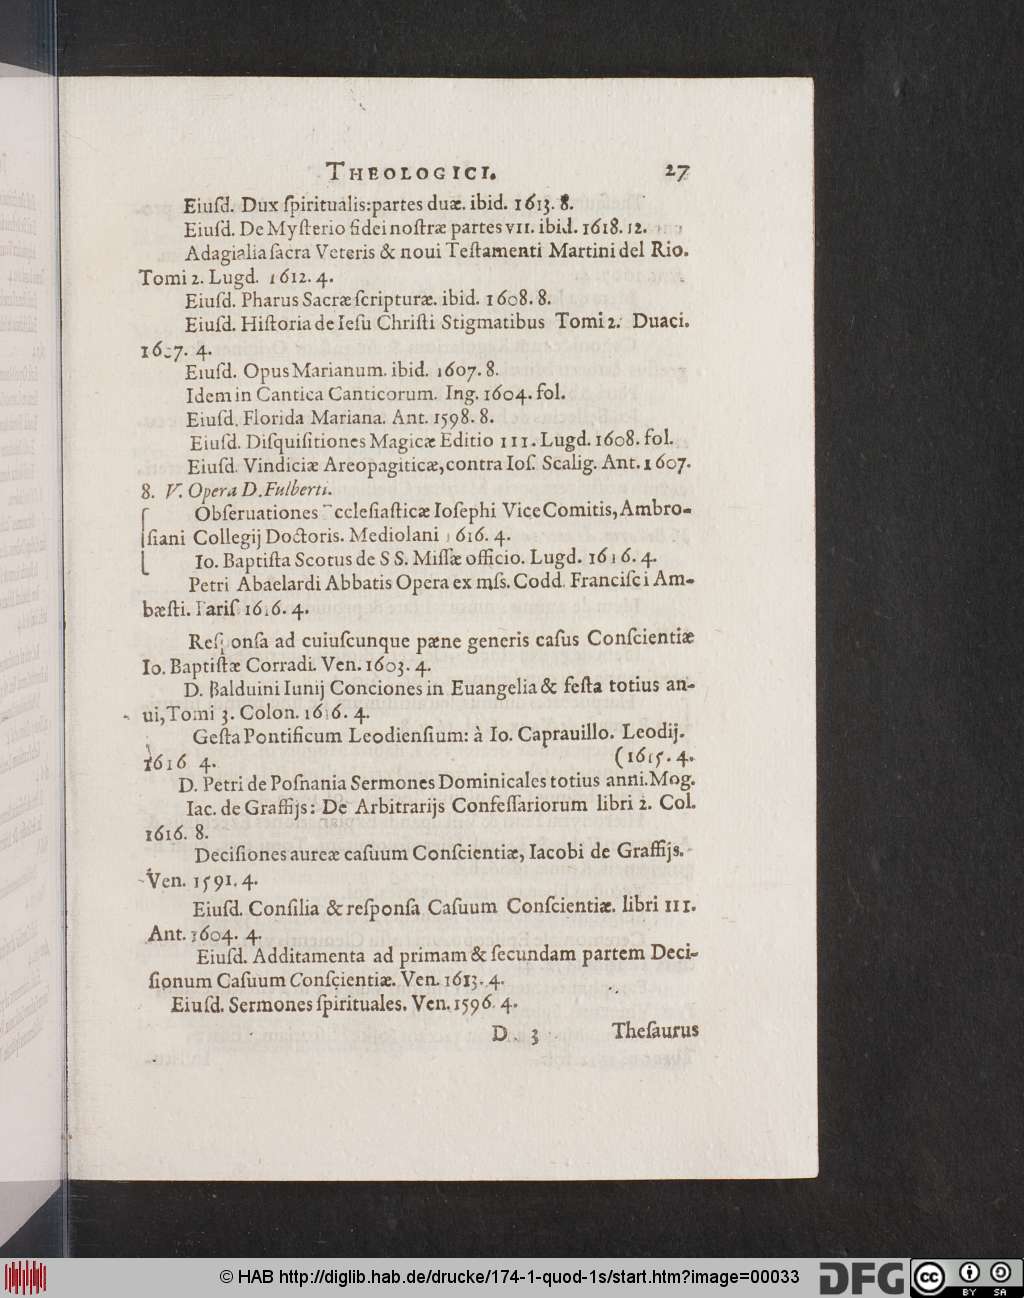 THEOLOGICI. 27
Eiuſd. Dux ſpiritualis:partes duæ. ibid. 1613. 8.
Eiuſd. De Myſterio fidei noſtræ partes VII. ibid. 1618. 12.
Adagialia ſacra Veteris & noui Teſtamenti Martini del Rio.
Tomi 2. Lugd. 1612. 4.
Eiuſd. Pharus Sacræ ſcripturæ. ibid. 1608. 8.
Eiuſd. Hiſtoria de Ieſu Chriſti Stigmatibus Tomi 2. Duaci.
1607. 4.
Eiuſd. Opus Marianum. ibid. 1607. 8.
Idem in Cantica Canticorum. Ing. 1604. fol.
Eiuſd. Florida Mariana. Ant. 1598. 8.
Eiuſd. Diſquiſitiones Magicæ Editio III. Lugd. 1608. fol.
Eiuſd. Vindiciæ Areopagiticæ, contra Ioſ. Scalig. Ant. 1607.
8. V. Opera D. Fulberti.
Obſeruationes Eccleſiaſticæ Ioſephi ViceComitis, Ambro-
ſiani Collegij Doctoris. Mediolani 1616. 4.
Io. Baptiſta Scotus de S S. Miſſæ officio. Lugd. 1616. 4.
Petri Abaelardi Abbatis Opera ex mſs. Codd. Franciſci Am-
bæſti. Pariſ 1616. 4.
Reſponſa ad cuiuſcunque pæne generis caſus Conſcientiæ
Io. Baptiſtæ Corradi. Ven. 1603. 4.
D. Balduini Iunij Conciones in Euangelia & feſta totius an-
ui, Tomi 3. Colon. 1616. 4.
Geſta Pontificum Leodienſium: à Io. Caprauillo. Leodij.
1616 4. (1615. 4.
D. Petri de Poſnania Sermones Dominicales totius anni. Mog.
Iac. de Graffijs: De Arbitrarijs Confeſſariorum libri 2. Col.
1616. 8.
Deciſiones aureæ caſuum Conſcientiæ, Iacobi de Graffijs.
Ven. 1591. 4.
Eiuſd. Conſilia & reſponſa Caſuum Conſcientiæ. libri III.
Ant. 1604. 4.
Eiuſd. Additamenta ad primam & ſecundam partem Deci-
ſionum Caſuum Conſcientiæ. Ven. 1613. 4.
Eiuſd. Sermones ſpirituales. Ven. 1596. 4.
D 3 Theſaurus
© HAB http://diglib.hab.de/drucke/174-1-quod-1s/start.htm?image=00033 DFG cc BY SA